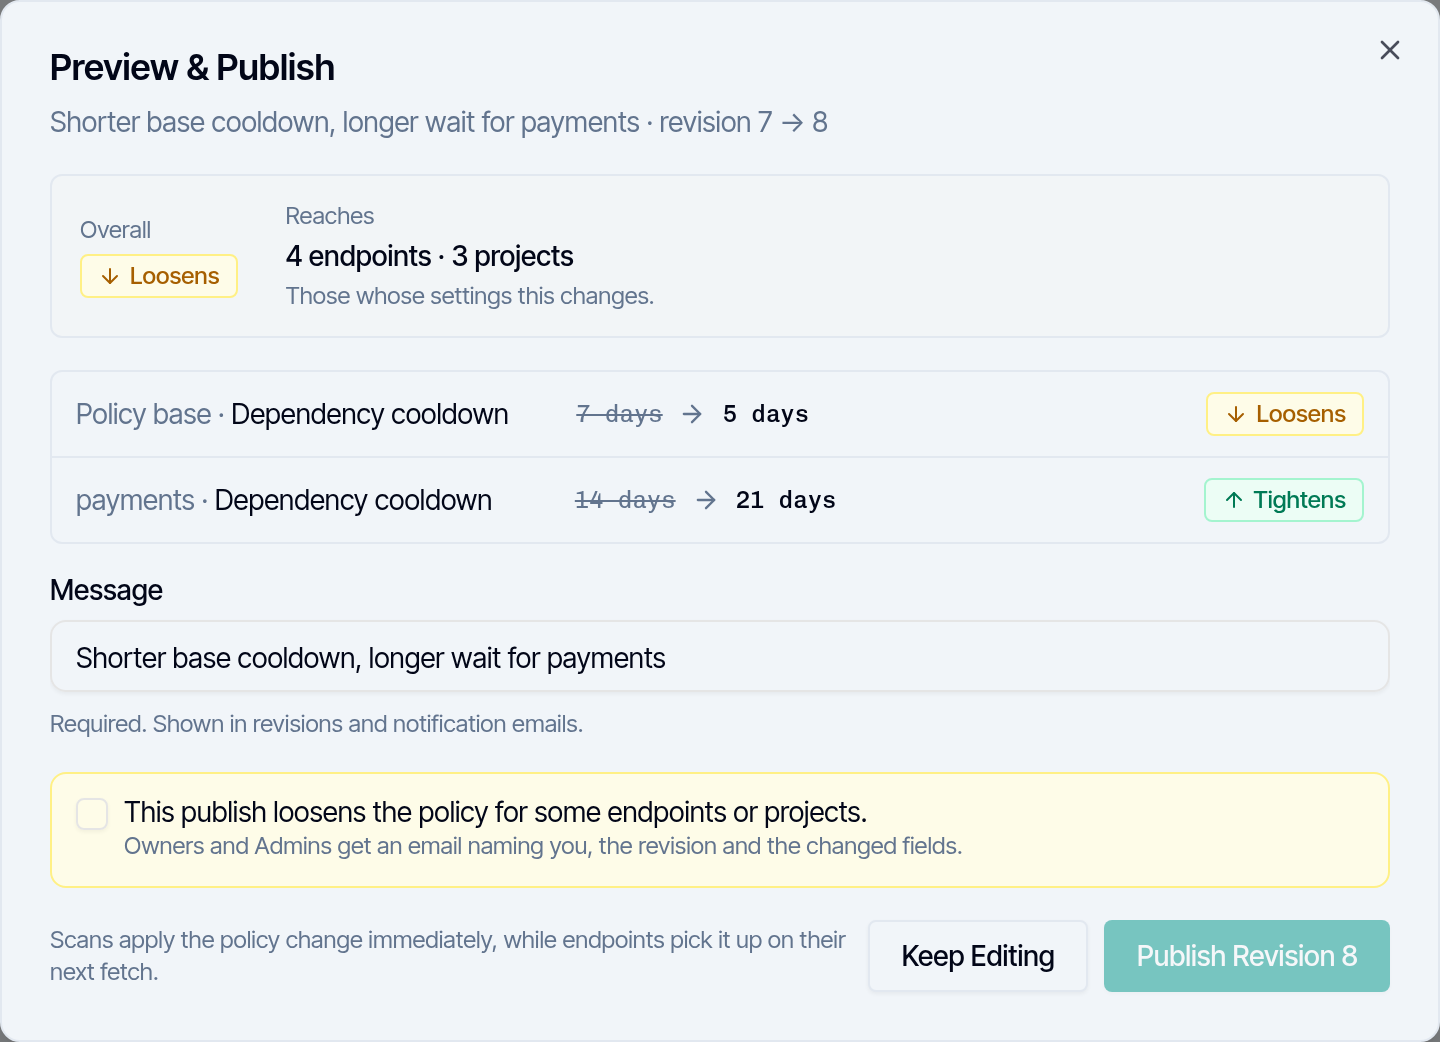 Preview & Publish
Shorter base cooldown, longer wait for payments · revision 7 → 8
Overall
↓ Loosens
Reaches
4 endpoints · 3 projects
Those whose settings this changes.
Policy base · Dependency cooldown 7 days → 5 days ↓ Loosens
payments · Dependency cooldown 14 days → 21 days ↑ Tightens
Message
Shorter base cooldown, longer wait for payments
Required. Shown in revisions and notification emails.
This publish loosens the policy for some endpoints or projects.
Owners and Admins get an email naming you, the revision and the changed fields.
Scans apply the policy change immediately, while endpoints pick it up on their
next fetch.
Keep Editing
Publish Revision 8